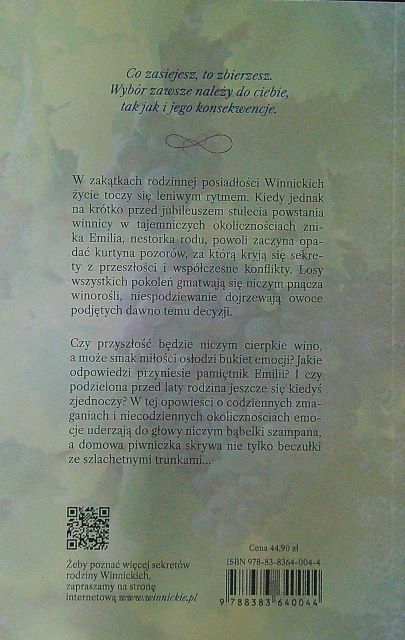 Co zasiejesz, to zbierzesz.
Wybór zawsze należy do ciebie,
tak jak i jego konsekwencje.
W zakątkach rodzinnej posiadłości Winnickich
życie toczy się leniwym rytmem. Kiedy jednak
na krótko przed jubileuszem stulecia powstania
winnicy w tajemniczych okolicznościach zni-
ka Emilia, nestorka rodu, powoli zaczyna opa-
dać kurtyna pozorów, za którą kryją się sekre-
ty z przeszłości i współczesne konflikty. Losy
wszystkich pokoleń gmatwają się niczym pnącza
winorośli, niespodziewanie dojrzewają owoce
podjętych dawno temu decyzji.
Czy przyszłość będzie niczym cierpkie wino,
a może smak miłości osłodzi bukiet emocji? Jakie
odpowiedzi przyniesie pamiętnik Emilii? I czy
podzielona przed laty rodzina jeszcze się kiedyś
zjednoczy? W tej opowieści o codziennych zma-
ganiach i niecodziennych okolicznościach emo-
cje uderzają do głowy niczym bąbelki szampana,
a domowa piwniczka skrywa nie tylko beczułki
ze szlachetnymi trunkami...
Cena 44,90 zł
ISBN 978-83-8364-004-4
Żeby poznać więcej sekretów
rodziny Winnickich,
zapraszamy na stronę
internetową www.winnickie.pl
9 788383 640044